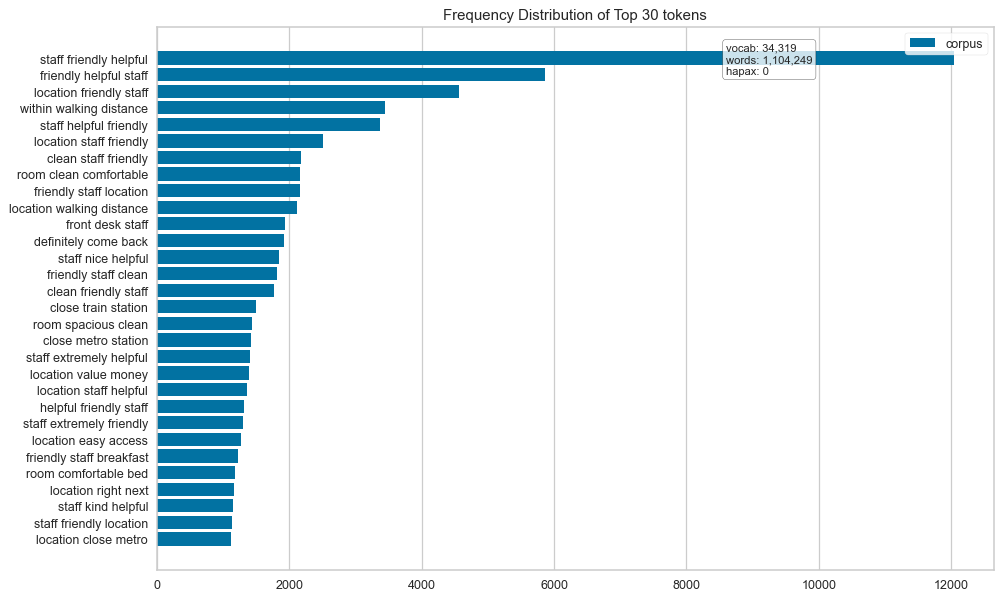 Frequency Distribution of Top 30 tokens
corpus
vocab: 34,319
words: 1,104,249
hapax: 0
staff friendly helpful
friendly helpful staff
location friendly staff
within walking distance
staff helpful friendly
location staff friendly
clean staff friendly
room clean comfortable
friendly staff location
location walking distance
front desk staff
definitely come back
staff nice helpful
friendly staff clean
clean friendly staff
close train station
room spacious clean
close metro station
staff extremely helpful
location value money
location staff helpful
helpful friendly staff
staff extremely friendly
location easy access
friendly staff breakfast
room comfortable bed
location right next
staff kind helpful
staff friendly location
location close metro
0 2000 4000 6000 8000 10000 12000